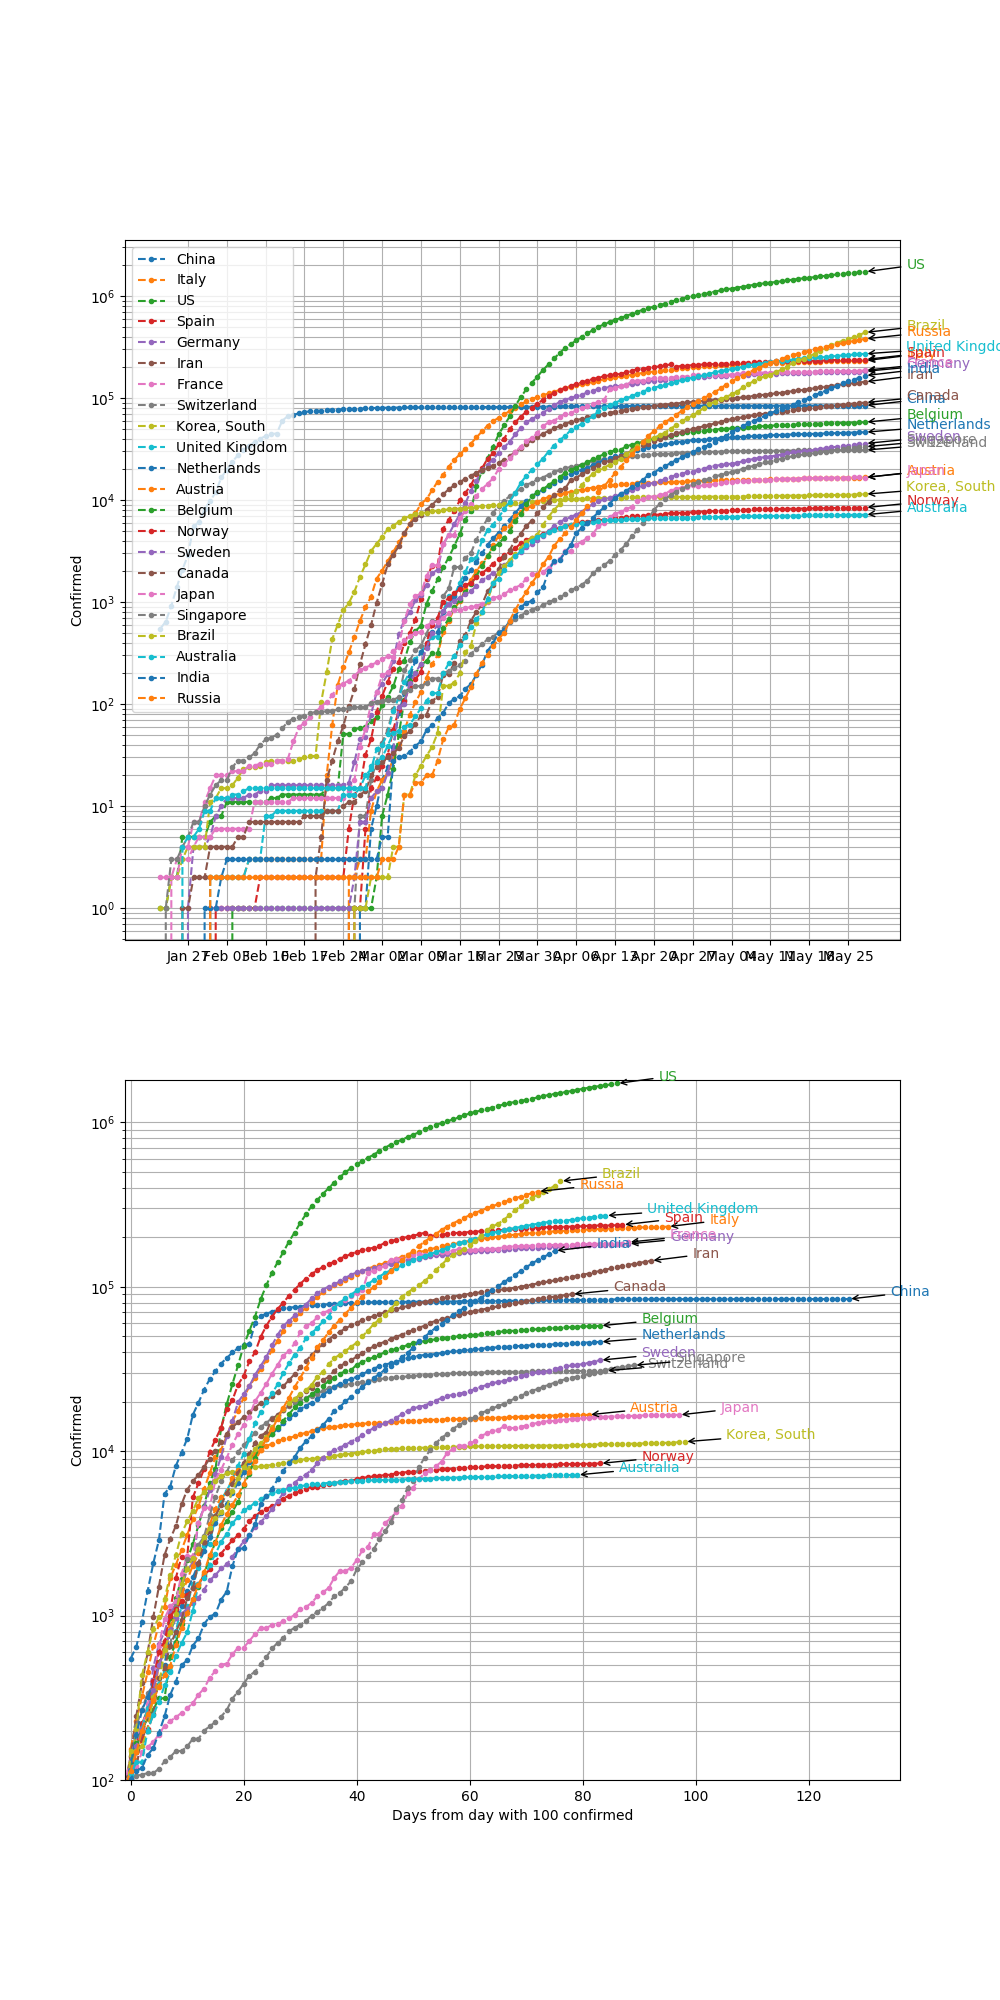 US
China
Italy
US
Spain
Germany
Iran
France
Switzerland
Korea, South
United Kingdom
Netherlands
Austria
Belgium
Norway
Sweden
Canada
Japan
Singapore
Brazil
Australia
India
Russia
10^6
10^5
10^4
10^3
10^2
10^1
10^0
Confirmed
Brazil
Russia
United Kingdo
Spain
Germany
India
Iran
Canada
China
Belgium
Netherlands
Sweden
Switzerland
Austria
Japan
Korea, South
Norway
Australia
Jan 27 Feb 03 Feb 10 Feb 17 Feb 24 Mar 02 Mar 09 Mar 16 Mar 23 Mar 30 Apr 06 Apr 13 Apr 20 Apr 27 May 04 May 11 May 18 May 25
US
10^6
Brazil
Russia
United Kingdom
Spain
Italy
Germany
India
Iran
10^5
Canada
China
Belgium
Netherlands
Sweden
Singapore
Switzerland
Austria
Japan
Korea, South
10^4
Norway
Australia
Confirmed
10^3
10^2
0 20 40 60 80 100 120
Days from day with 100 confirmed